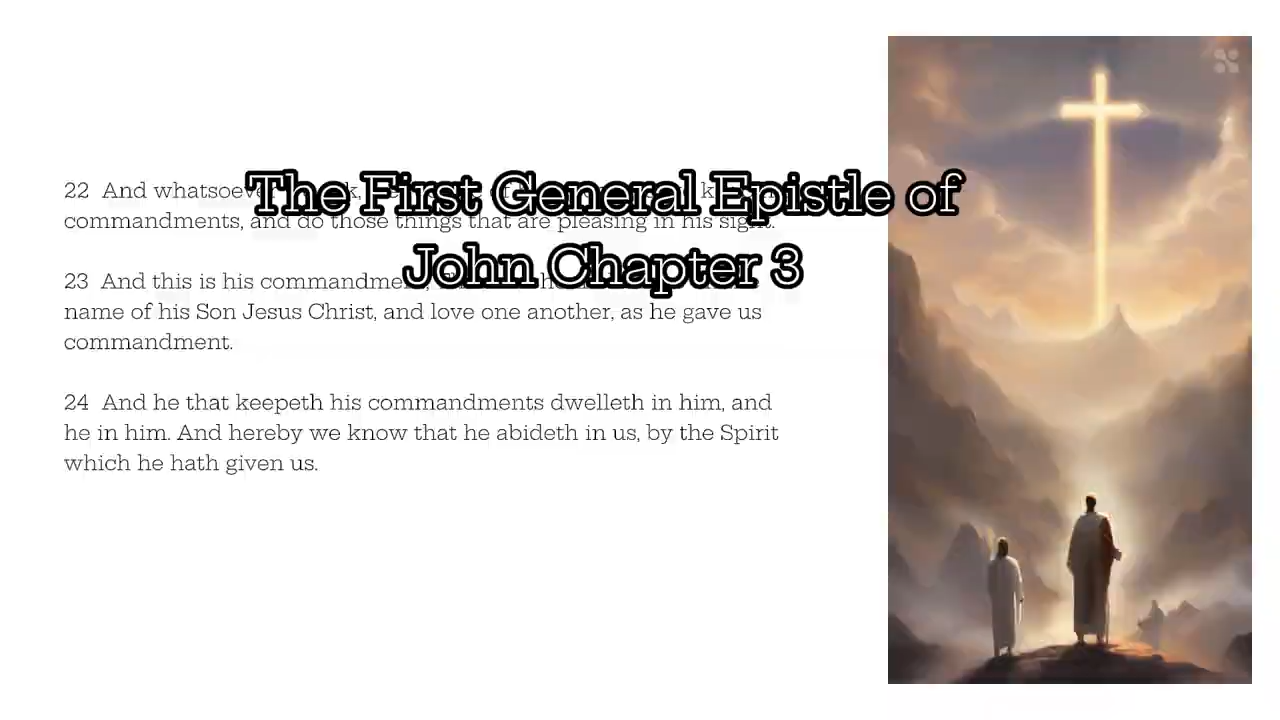 The First General Epistle of
John Chapter 3
22 And whatsoever
commandments, and do those things that are pleasing in his sight.
23 And this is his commandment,
name of his Son Jesus Christ, and love one another, as he gave us
commandment.
24 And he that keepeth his commandments dwelleth in him, and
he in him. And hereby we know that he abideth in us, by the Spirit
which he hath given us.